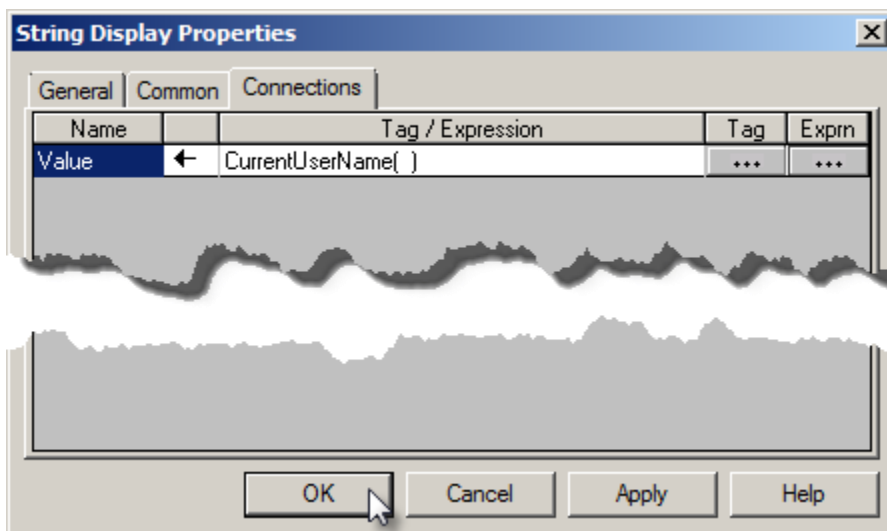 String Display Properties
General Common Connections
Name Tag / Expression Tag Exprn
Value ← CurrentUserName( ) ••• •••
OK Cancel Apply Help